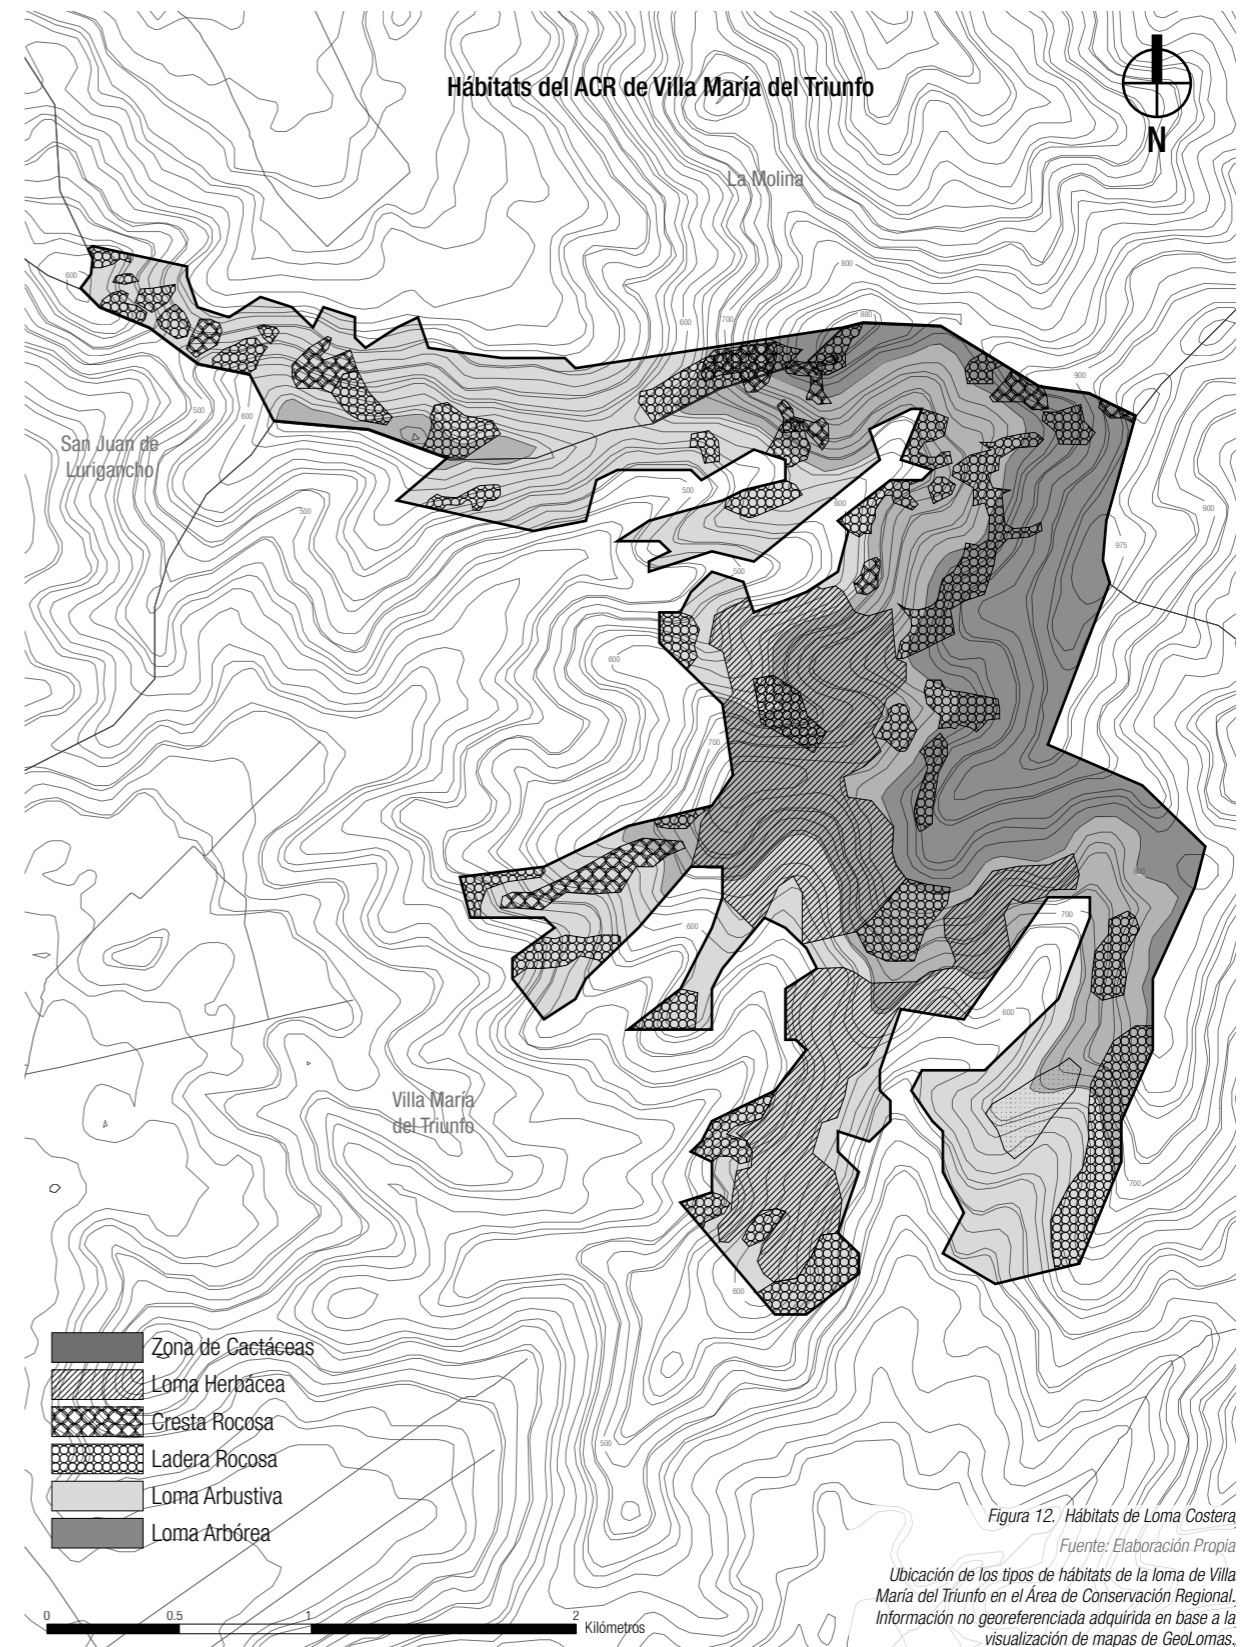 Hábitats del ACR de Villa María del Triunfo
N
La Molina
800
600
600
700
880
900
500
600
San Juan de
Lurigancho
500
500
600
900
975
500
600
700
700
600
600
Villa María
del Triunfo
700
600
500
Zona de Cactáceas
Loma Herbácea
Cresta Rocosa
Ladera Rocosa
Loma Arbustiva
Loma Arbórea
Figura 12. Hábitats de Loma Costera
Fuente: Elaboración Propia
Ubicación de los tipos de hábitats de la loma de Villa
María del Triunfo en el Área de Conservación Regional.
Información no georeferenciada adquirida en base a la
visualización de mapas de GeoLomas.
0 0.5 1 2 Kilómetros